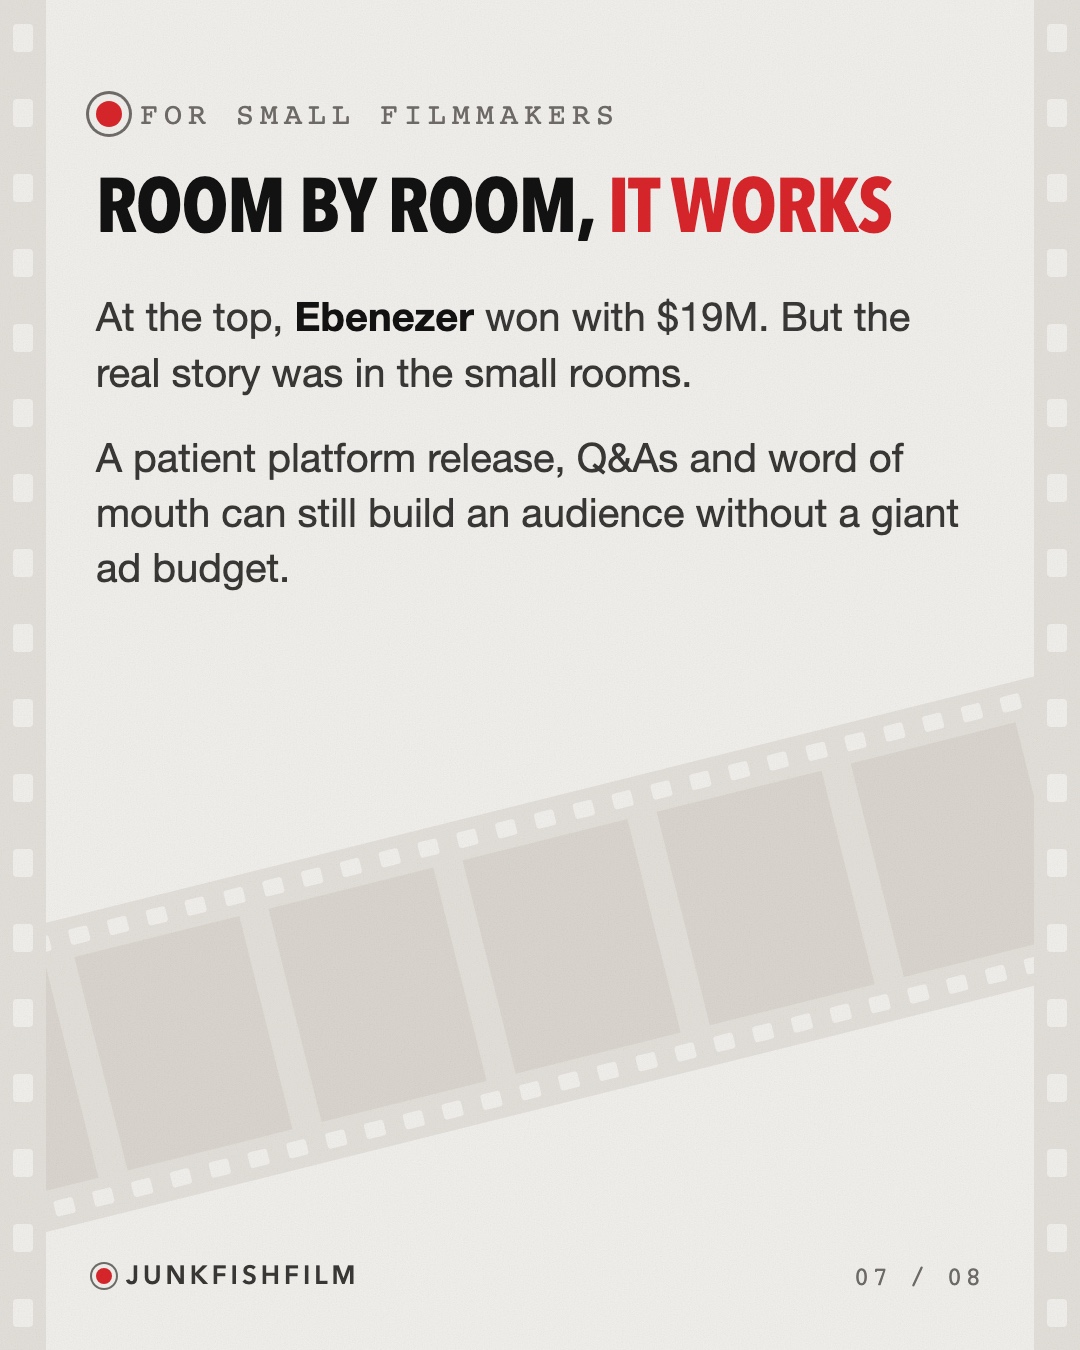 FOR SMALL FILMMAKERS
ROOM BY ROOM, IT WORKS
At the top, Ebenezer won with $19M. But the
real story was in the small rooms.
A patient platform release, Q&As and word of
mouth can still build an audience without a giant
ad budget.
JUNKFISHFILM
07 / 08